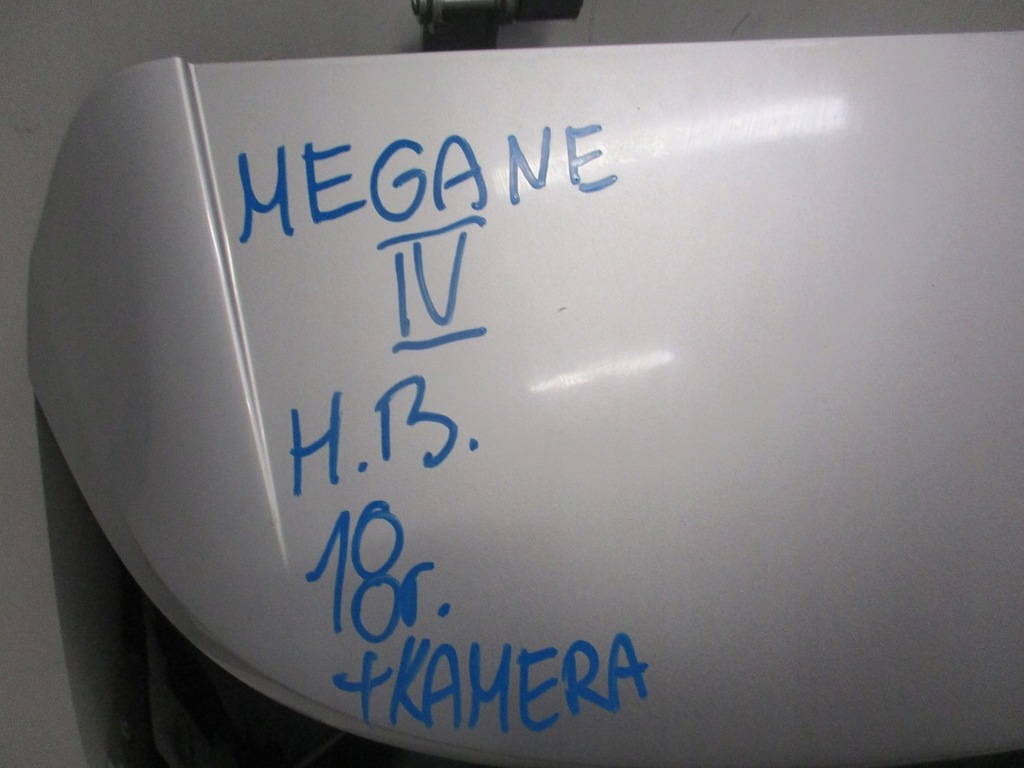 MEGANE
IV
H.B.
18r.
+KAMERA